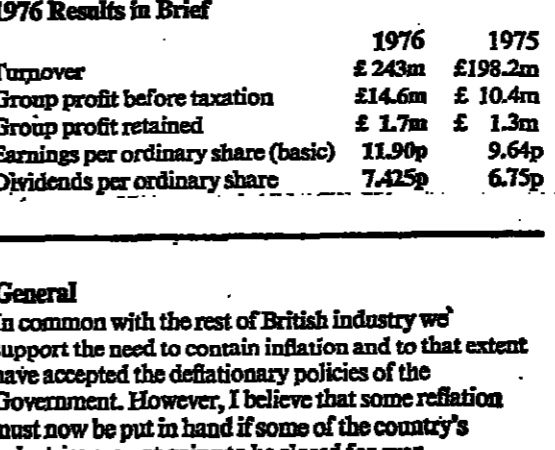 1976 Results in Brief
1976 1975
Turnover £ 243m £198.2m
Group profit before taxation £14.6m £ 10.4m
Group profit retained £ 1.7m £ 1.3m
Earnings per ordinary share (basic) 11.90p 9.64p
Dividends per ordinary share 7.425p 6.75p
General
In common with the rest of British industry we
support the need to contain inflation and to that extent
have accepted the deflationary policies of the
Government. However, I believe that some reflation
must now be put in hand if some of the country's